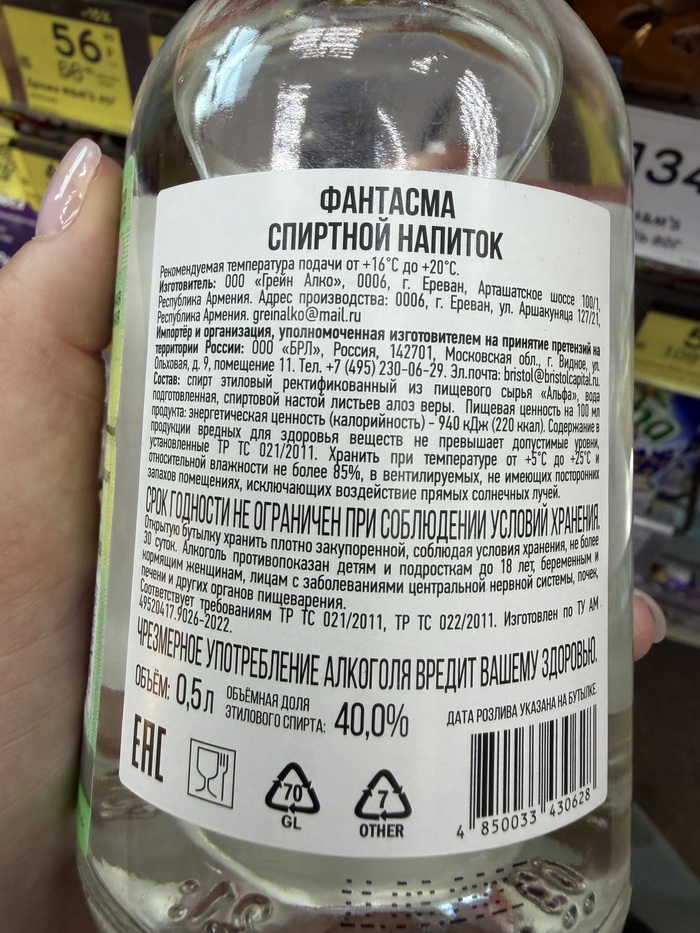 56
ФАНТАСМА
СПИРТНОЙ НАПИТОК
Рекомендуемая температура подачи от +16°С до +20°С.
Изготовитель: ООО «Грейн Алко», 0006, г. Ереван, Арташатское шоссе 100/1,
Республика Армения. Адрес производства: 0006, г. Ереван, ул. Аршакуняца 127/21,
Республика Армения. greinalko@mail.ru
Импортёр и организация, уполномоченная изготовителем на принятие претензий на
территории России: ООО «БРЛ», Россия, 142701, Московская обл., г. Видное, ул.
Ольховая, д. 9, помещение 11. Тел. +7 (495) 230-06-29. Эл.почта: bristol@bristolcapital.ru.
Состав: спирт этиловый ректификованный из пищевого сырья «Альфа», вода
подготовленная, спиртовой настой листьев алоэ веры. Пищевая ценность на 100 мл
продукта: энергетическая ценность (калорийность) - 940 кДж (220 ккал). Содержание в
продукции вредных для здоровья веществ не превышает допустимые уровни,
установленные ТР ТС 021/2011. Хранить при температуре от +5°С до +25°С и
относительной влажности не более 85%, в вентилируемых, не имеющих посторонних
запахов помещениях, исключающих воздействие прямых солнечных лучей.
СРОК ГОДНОСТИ НЕ ОГРАНИЧЕН ПРИ СОБЛЮДЕНИИ УСЛОВИЙ ХРАНЕНИЯ.
Открытую бутылку хранить плотно закупоренной, соблюдая условия хранения, не более
30 суток. Алкоголь противопоказан детям и подросткам до 18 лет, беременным и
кормящим женщинам, лицам с заболеваниями центральной нервной системы, почек,
печени и других органов пищеварения.
Соответствует требованиям ТР ТС 021/2011, ТР ТС 022/2011. Изготовлен по ТУ АМ
49520417.9026-2022.
ЧРЕЗМЕРНОЕ УПОТРЕБЛЕНИЕ АЛКОГОЛЯ ВРЕДИТ ВАШЕМУ ЗДОРОВЬЮ.
ОБЪЁМ: 0,5 л ОБЪЁМНАЯ ДОЛЯ ЭТИЛОВОГО СПИРТА: 40,0%
ДАТА РОЗЛИВА УКАЗАНА НА БУТЫЛКЕ.
EAC
70
GL
7
OTHER
4 850033 430628
134